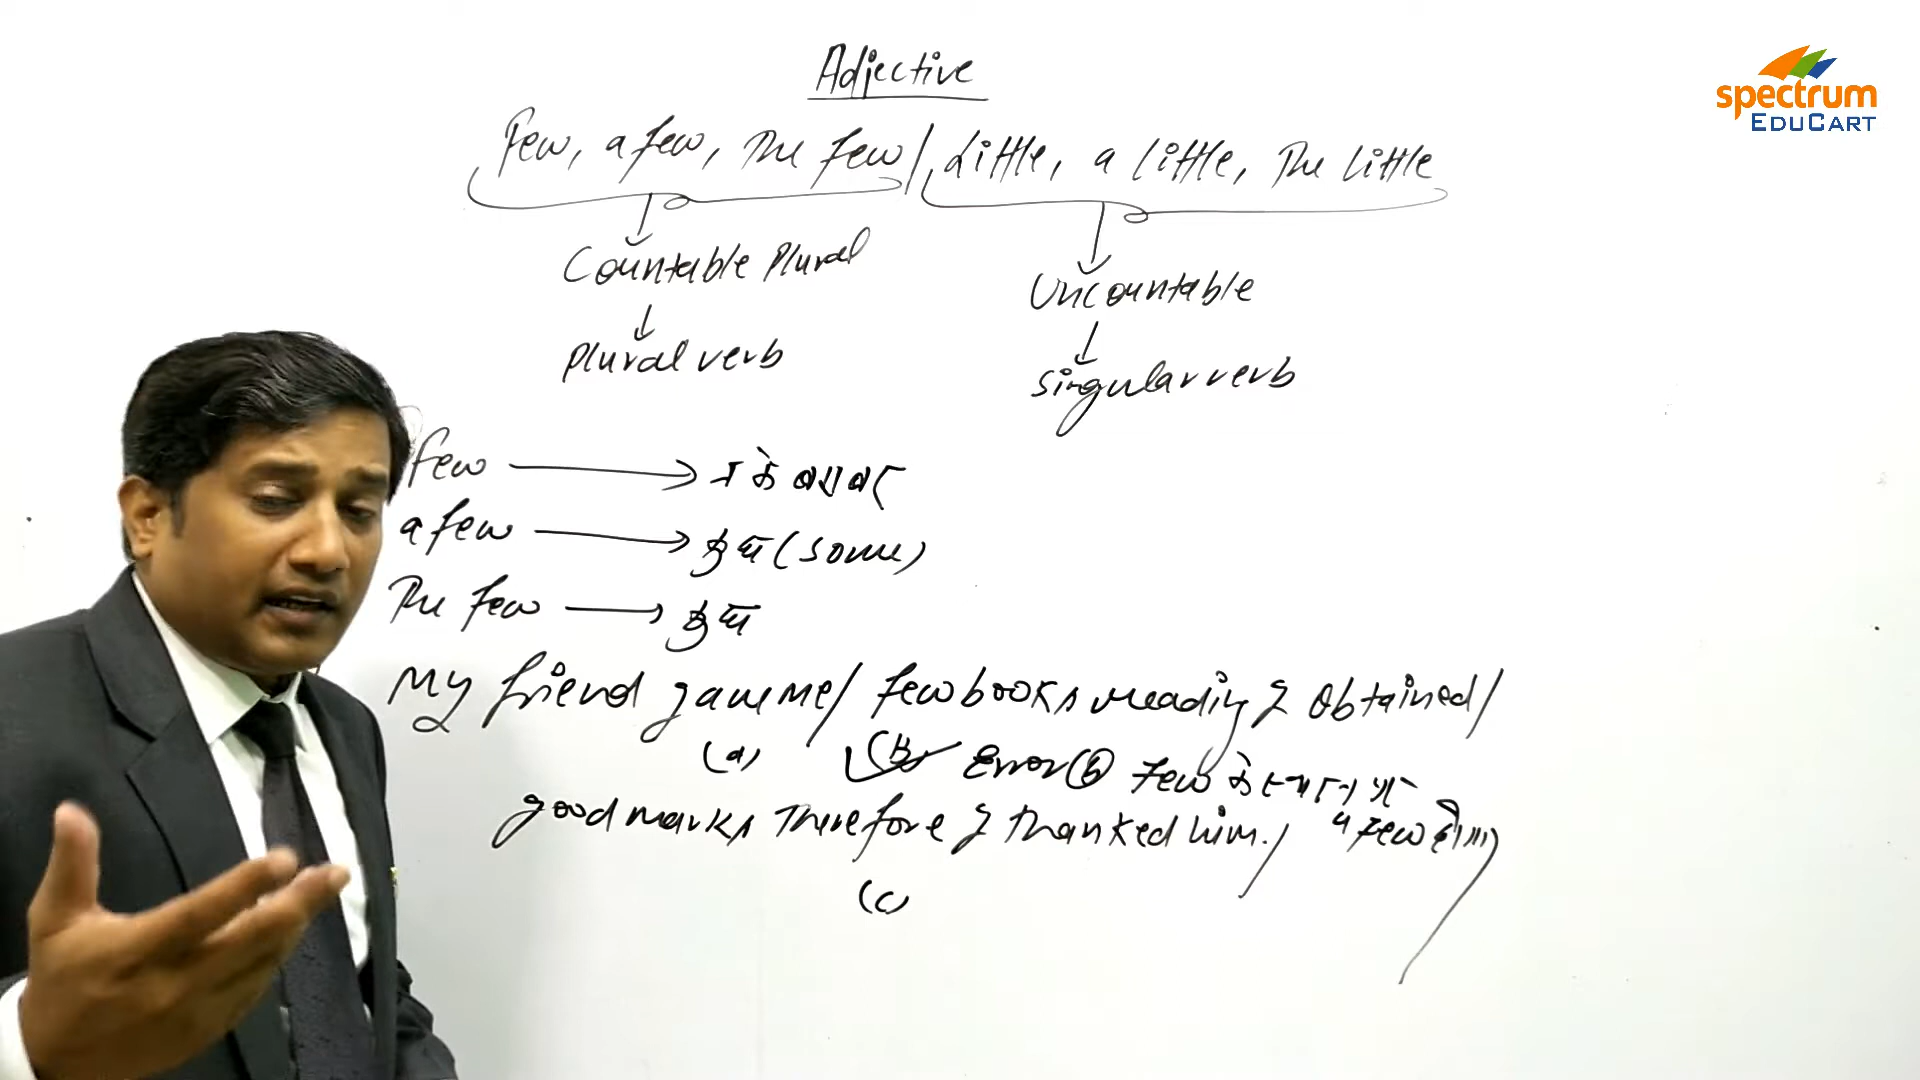 Adjective
spectrum
EDUCART
Few, a few, The few / Little, a little, The little
Countable Plural
Uncountable
Plural verb
Singular verb
few → न के बराबर
a few → कुछ (some)
The few → कुछ
My friend gave me / few books reading I obtained /
(a) (b) Error (b) Few के स्थान पर
good marks Therefore I thanked him. / a few होगा
(c)